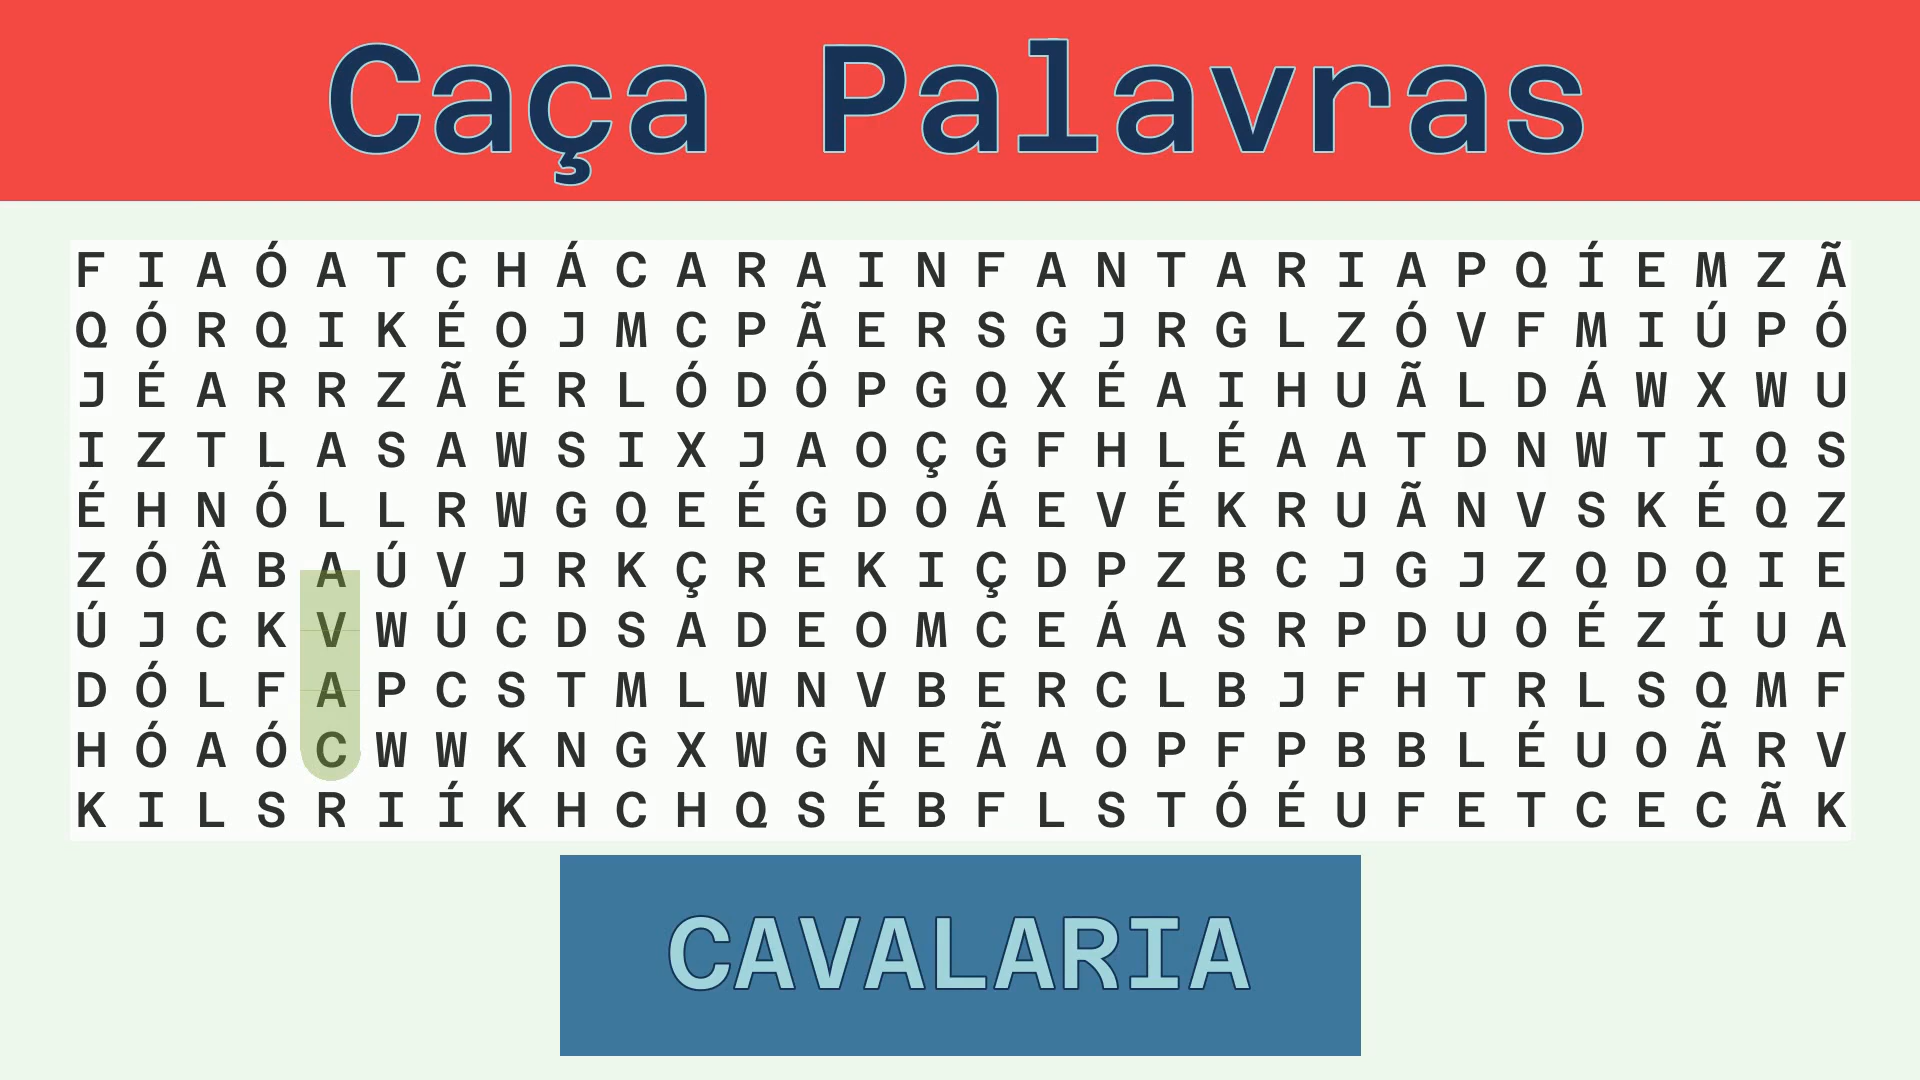 Caça Palavras
F I A Ó A T C H Á C A R A I N F A N T A R I A P Q Í E M Z Ã
Q Ó R Q I K É O J M C P Ã E R S G J R G L Z Ó V F M I Ú P Ó
J É A R R Z Ã É R L Ó D Ó P G Q X É A I H U Ã L D Á W X W U
I Z T L A S A W S I X J A O Ç G F H L É A A T D N W T I Q S
É H N Ó L L R W G Q E É G D O Á E V É K R U Ã N V S K É Q Z
Z Ó Â B A Ú V J R K Ç R E K I Ç D P Z B C J G J Z Q D Q I E
Ú J C K V W Ú C D S A D E O M C E Á A S R P D U O É Z Í U A
D Ó L F A P C S T M L W N V B E R C L B J F H T R L S Q M F
H Ó A Ó C W W K N G X W G N E Ã A O P F P B B L É U O Ã R V
K I L S R I Í K H C H Q S É B F L S T Ó É U F E T C E C Ã K
CAVALARIA